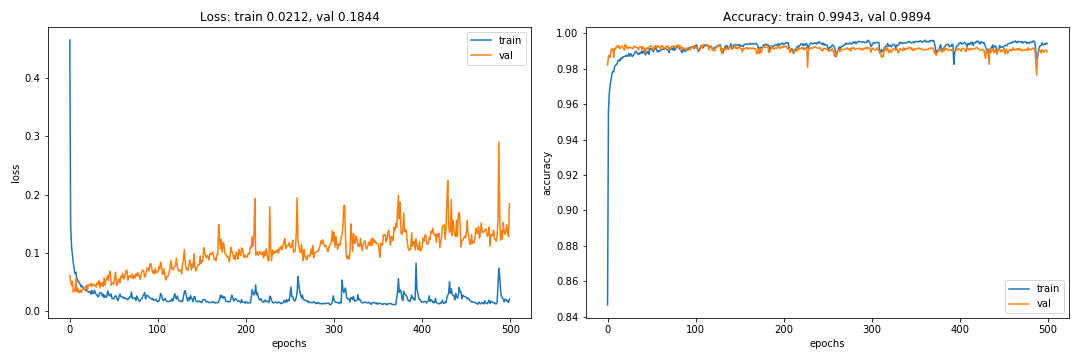 Loss: train 0.0212, val 0.1844
train
val
0.4
0.3
0.2
0.1
0.0
loss
0
100
200
300
400
500
epochs
Accuracy: train 0.9943, val 0.9894
1.00
0.98
0.96
0.94
0.92
0.90
0.88
0.86
0.84
accuracy
train
val
0
100
200
300
400
500
epochs